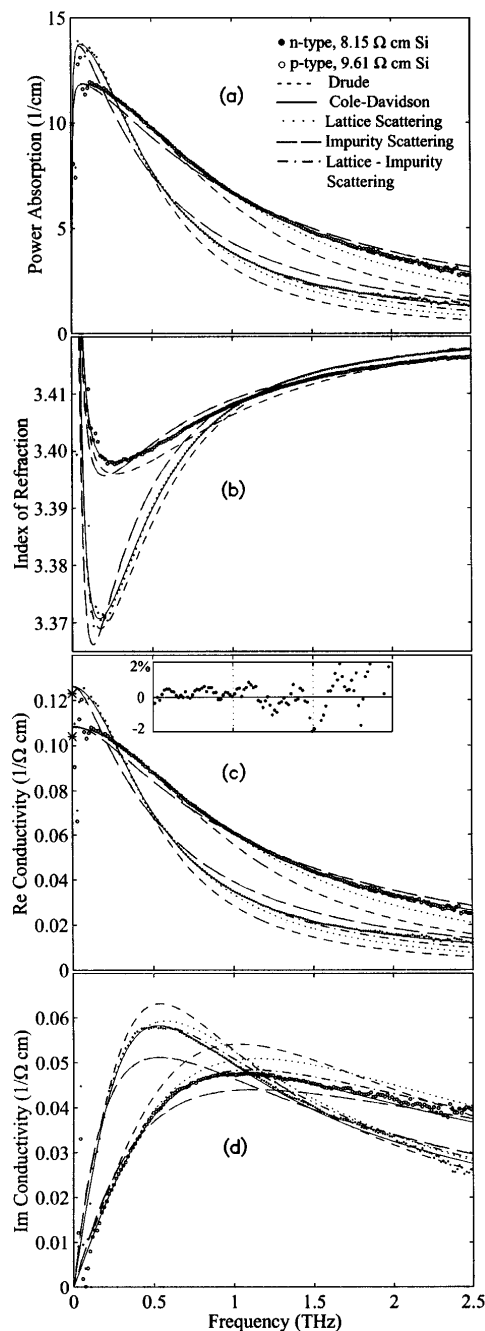 15
10
5
0
Power Absorption (1/cm)
(a)
● n-type, 8.15 Ω cm Si
○ p-type, 9.61 Ω cm Si
Drude
Cole-Davidson
Lattice Scattering
Impurity Scattering
Lattice - Impurity
Scattering
3.41
3.40
3.39
3.38
3.37
Index of Refraction
(b)
2%
0
-2
0.12
0.10
0.08
0.06
0.04
0.02
0
Re Conductivity (1/Ω cm)
(c)
0.06
0.05
0.04
0.03
0.02
0.01
0.00
Im Conductivity (1/Ω cm)
(d)
0 0.5 1 1.5 2 2.5
Frequency (THz)